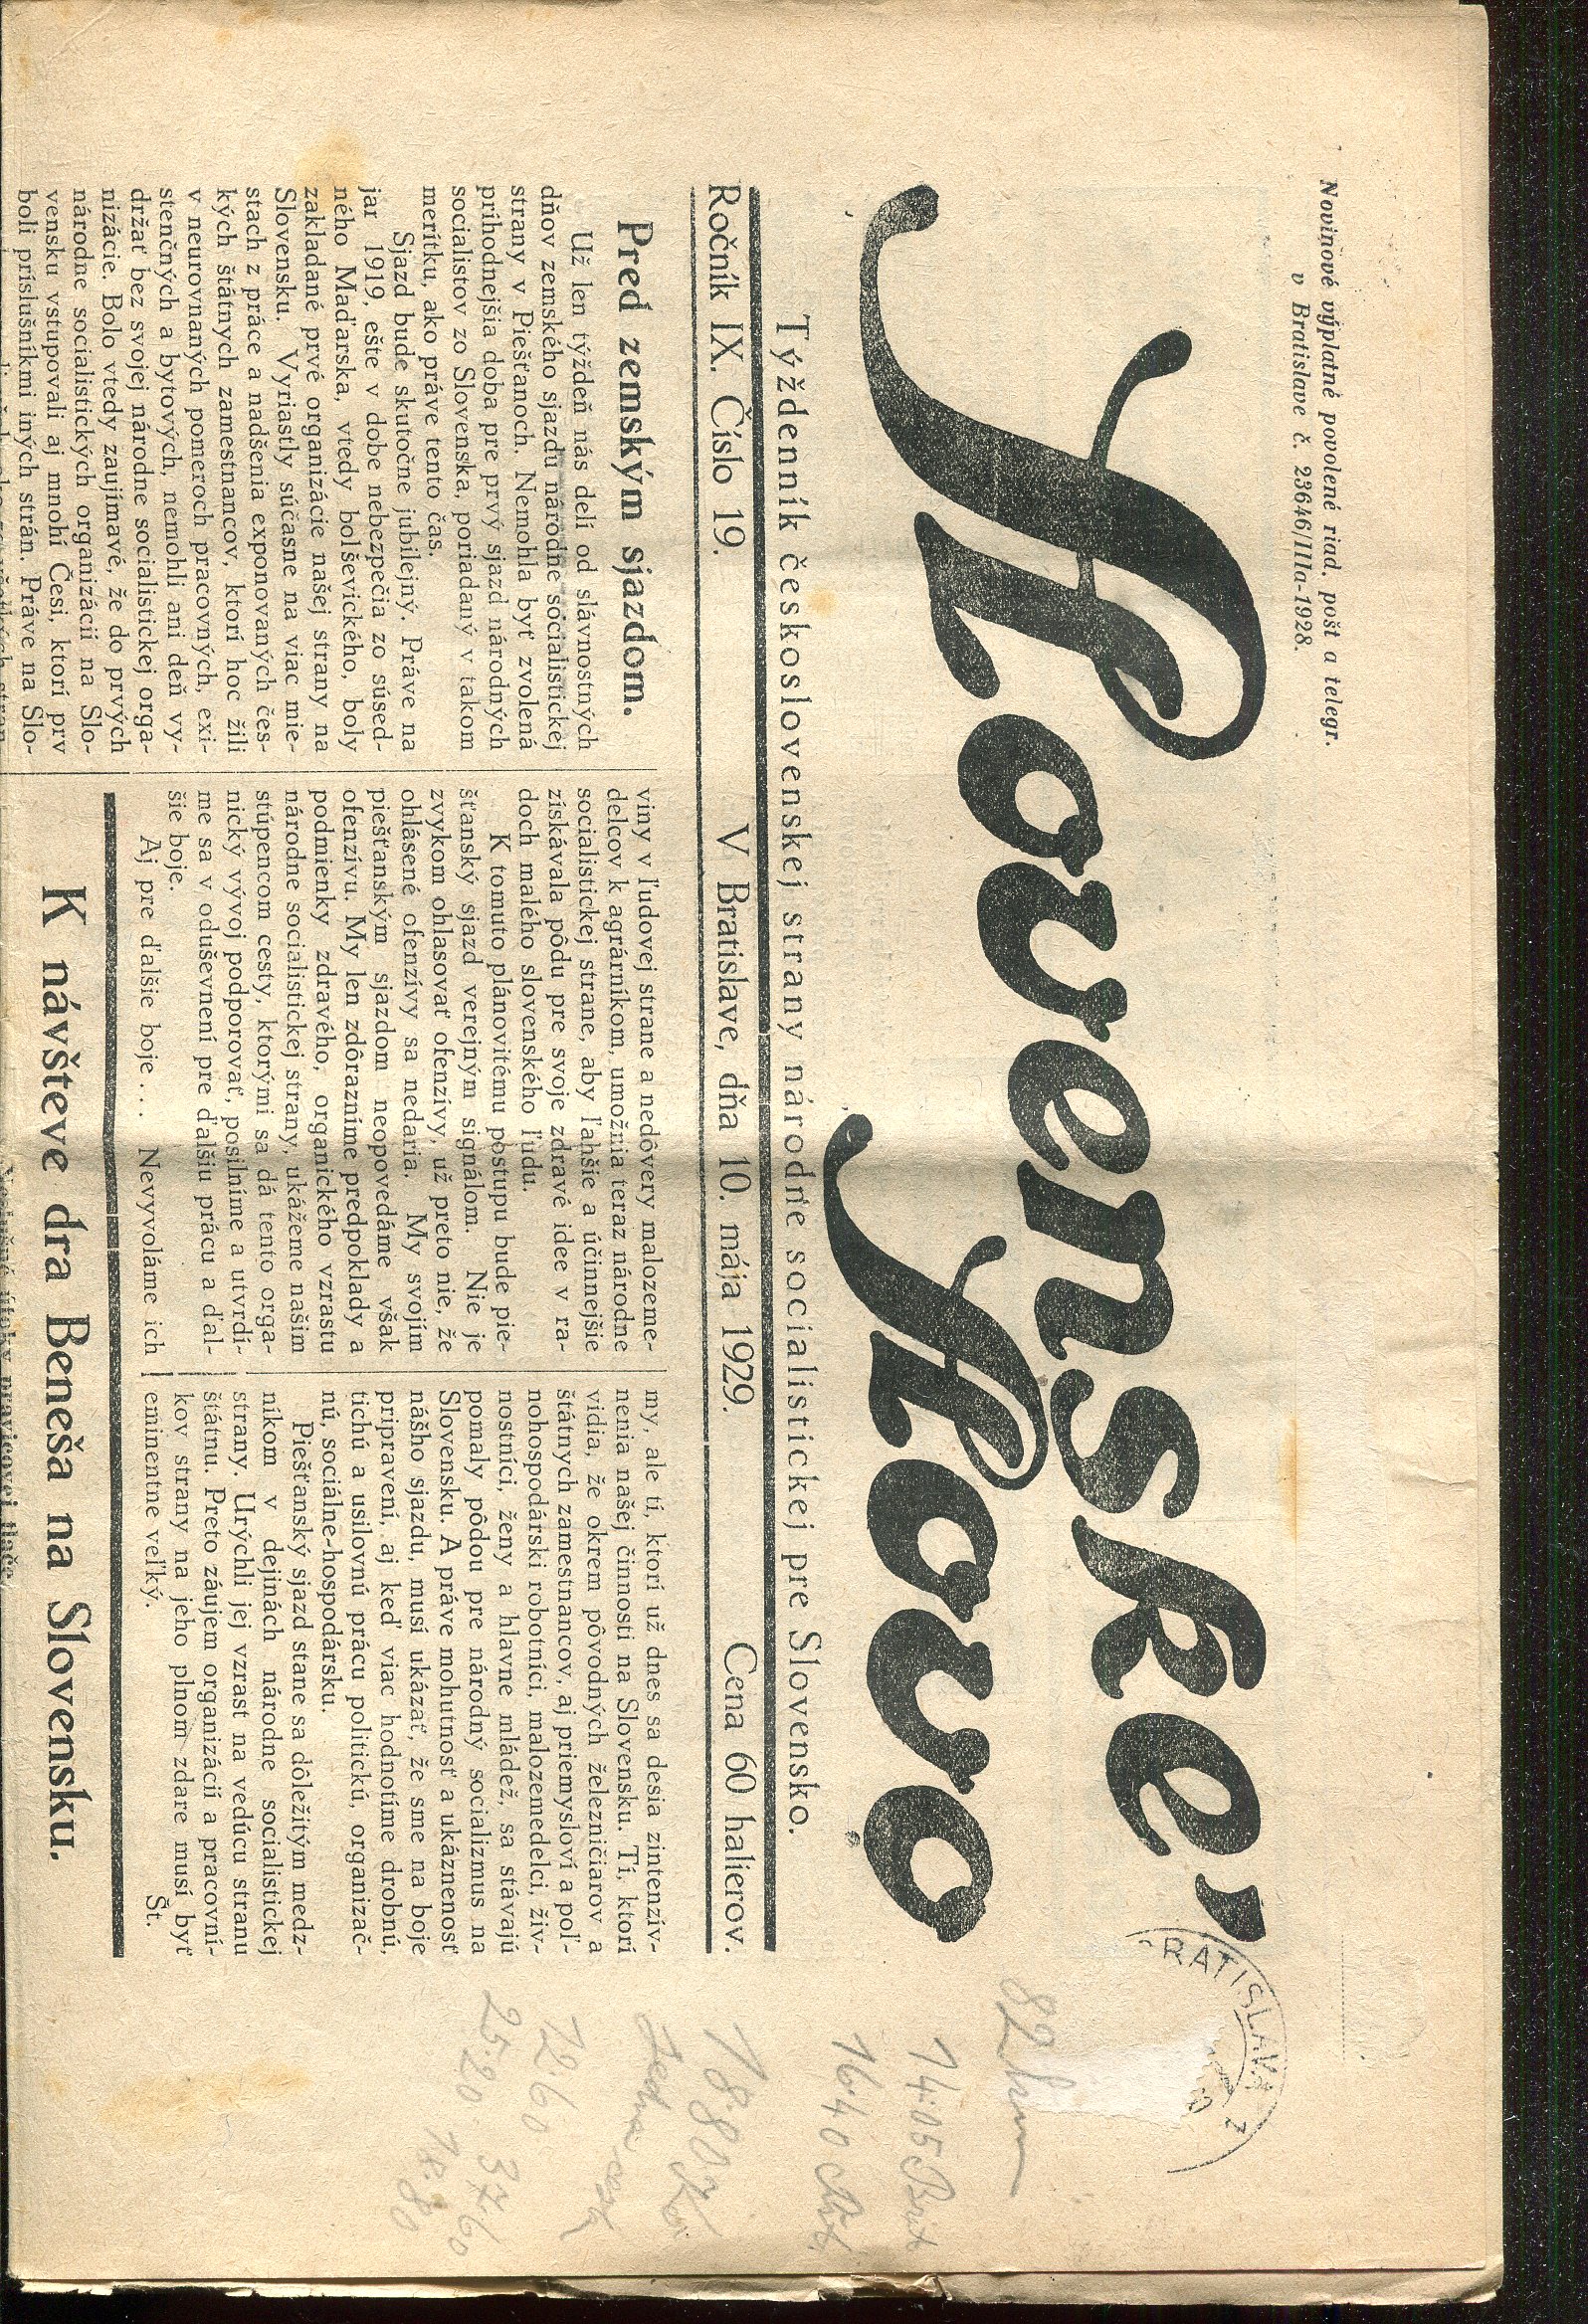 Novinové výplatné povolené riad. pošt a telegr.
v Bratislave č. 23646/IIIa-1928.
Slovenské
Slovo
Týždenník československej strany národňe socialistickej pre Slovensko.
Ročník IX. Číslo 19.
V Bratislave, dňa 10. mája 1929.
Cena 60 halierov.
Pred zemským sjazdom.
Už len týždeň nás delí od slávnostných
dňov zemského sjazdu národne socialistickej
strany v Piešťanoch. Nemohla byť zvolená
príhodnejšia doba pre prvý sjazd národných
socialistov zo Slovenska, poriadaný v takom
merítku, ako práve tento čas.
Sjazd bude skutočne jubilejný. Práve na
jar 1919, ešte v dobe nebezpečia zo súsed-
ného Maďarska, vtedy bolševického, boly
zakladané prvé organizácie našej strany na
Slovensku. Vyriastly súčasne na viac mie-
stach z práce a nadšenia exponovaných čes-
kých štátnych zamestnancov, ktorí hoc žili
v neurovnaných pomeroch pracovných, exi-
stenčných a bytových, nemohli ani deň vy-
držať bez svojej národne socialistickej orga-
nizácie. Bolo vtedy zaujímavé, že do prvých
národne socialistických organizácií na Slo-
vensku vstupovali aj mnohí Česi, ktorí prv
boli príslušníkmi iných strán. Práve na Slo-
viny v ľudovej strane a nedôvery malozeme-
delcov k agrárníkom, umožnia teraz národne
socialistickej strane, aby ľahšie a účinnejšie
získávala pôdu pre svoje zdravé idee v ra-
doch malého slovenského ľudu.
K tomuto plánovitému postupu bude pie-
šťanský sjazd verejným signálom. Nie je
zvykom ohlasovať ofenzívy, už preto nie, že
ohlásené ofenzívy sa nedaria. My svojím
piešťanským sjazdom neopovedáme však
ofenzívu. My len zdôrazníme predpoklady a
podmienky zdravého, organického vzrastu
národne socialistickej strany, ukážeme našim
stúpencom cesty, ktorými sa dá tento orga-
nický vývoj podporovať, posilníme a utvrdí-
me sa v oduševnení pre ďalšiu prácu a ďal-
šie boje.
Aj pre ďalšie boje... Nevyvoláme ich
my, ale tí, ktorí už dnes sa desia zintenzív-
nenia našej činnosti na Slovensku. Tí, ktorí
vidia, že okrem pôvodných železničiarov a
štátnych zamestnancov, aj priemysloví a poľ-
nohospodárski robotníci, malozemedelci, živ-
nostníci, ženy a hlavne mládež, sa stávajú
pomaly pôdou pre národný socializmus na
Slovensku. A práve mohutnosť a ukáznenosť
nášho sjazdu, musí ukázať, že sme na boje
pripravení, aj keď viac hodnotíme drobnú,
tichú a usilovnú prácu politickú, organizač-
nú, sociálne-hospodársku.
Piešťanský sjazd stane sa dôležitým medz-
níkom v dejinách národne socialistickej
strany. Urýchli jej vzrast na vedúcu stranu
štátnu. Preto záujem organizácií a pracovní-
kov strany na jeho plnom zdare musí byť
eminentne veľký.
Št.
K návšteve dra Beneša na Slovensku.
BRATISLAVA
14:05
16:40
72:60
25:20
37:60
18:80